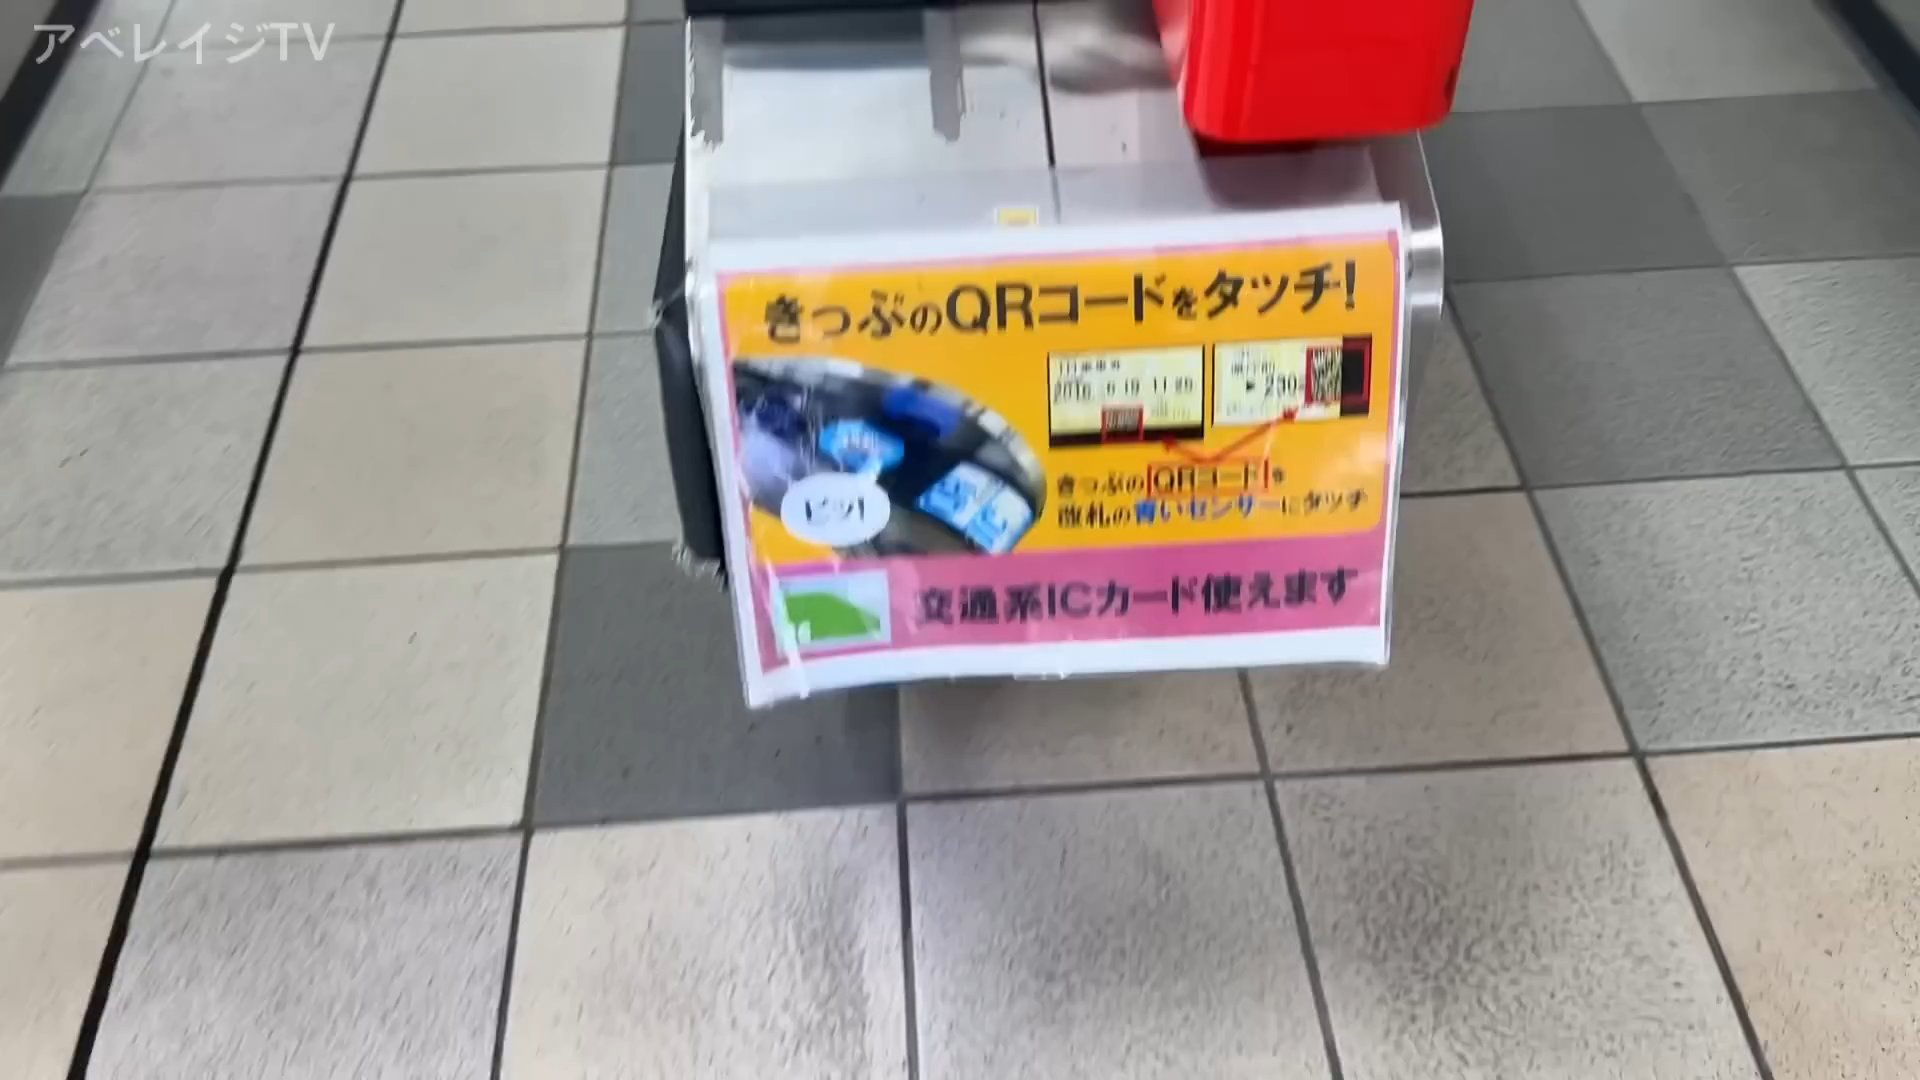 アベレイジTV
きっぷのQRコードをタッチ!
2016.
230
きっぷのQRコードを
改札の青いセンサーにタッチ
ピッ!
交通系ICカード使えます